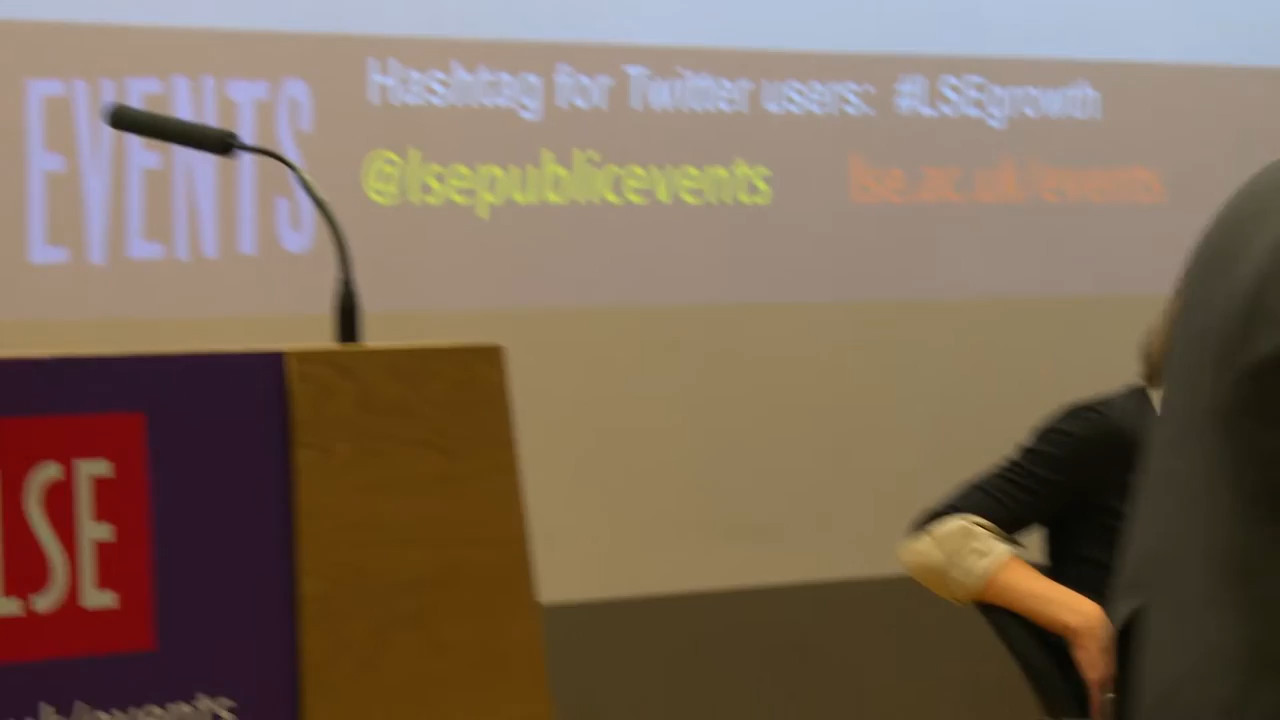 EVENTS
Hashtag for Twitter users: #LSEgrowth
@lsepublicevents
lse.ac.uk/events
LSE